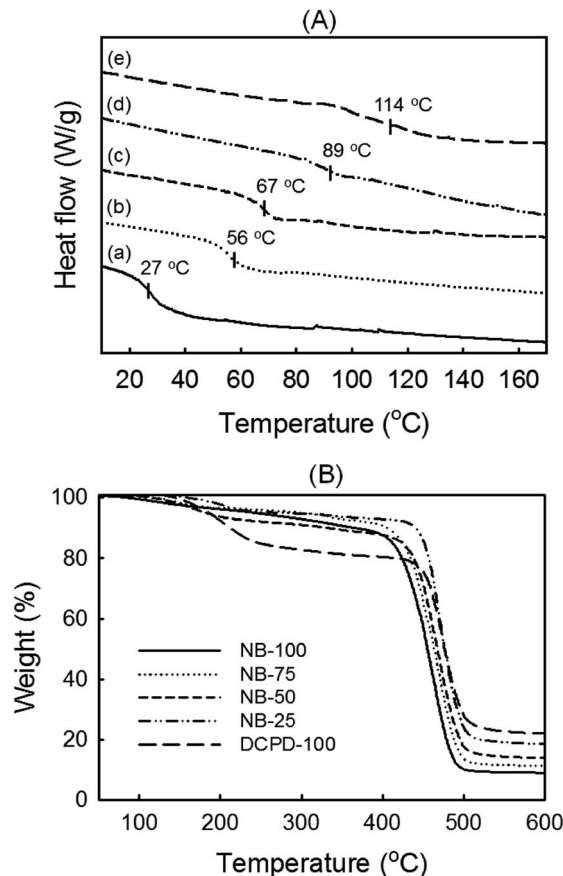 (A)
Heat flow (W/g)
(e)
114 °C
(d)
89 °C
(c)
67 °C
(b)
56 °C
(a)
27 °C
20 40 60 80 100 120 140 160
Temperature (°C)
(B)
Weight (%)
100
80
60
40
20
0
NB-100
NB-75
NB-50
NB-25
DCPD-100
100 200 300 400 500 600
Temperature (°C)